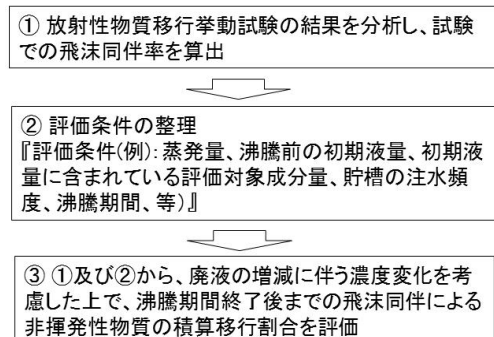 ① 放射性物質移行挙動試験の結果を分析し、試験
での飛沫同伴率を算出
② 評価条件の整理
『評価条件(例):蒸発量、沸騰前の初期液量、初期液
量に含まれている評価対象成分量、貯槽の注水頻
度、沸騰期間、等)』
③ ①及び②から、廃液の増減に伴う濃度変化を考
慮した上で、沸騰期間終了後までの飛沫同伴による
非揮発性物質の積算移行割合を評価